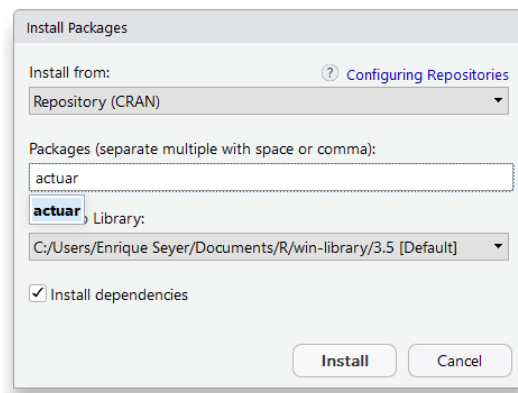 Install Packages
Install from:
? Configuring Repositories
Repository (CRAN)
Packages (separate multiple with space or comma):
actuar
actuar
Library:
C:/Users/Enrique Seyer/Documents/R/win-library/3.5 [Default]
Install dependencies
Install
Cancel